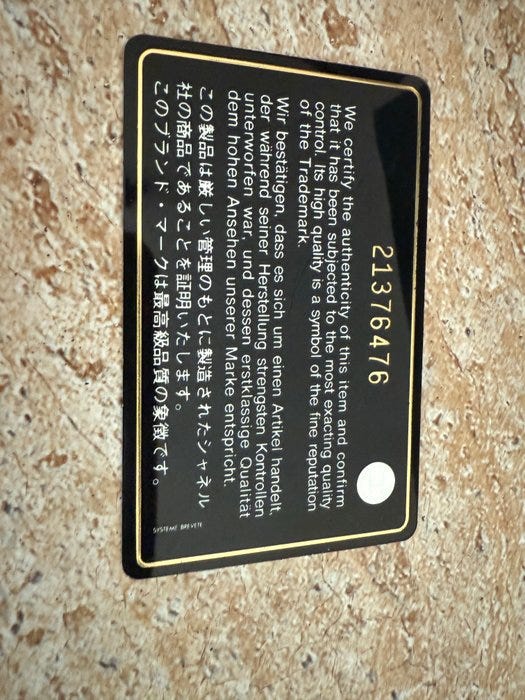 21376476
We certify the authenticity of this item and confirm
that it has been subjected to the most exacting quality
control. Its high quality is a symbol of the fine reputation
of the Trademark.
Wir bestätigen, dass es sich um einen Artikel handelt,
der während seiner Herstellung strengsten Kontrollen
unterworfen war, und dessen erstklassige Qualität
dem hohen Ansehen unserer Marke entspricht.
この製品は厳しい管理のもとに製造されたシャネル
社の商品であることを証明いたします。
このブランド・マークは最高級品質の象徴です。
SYSTEME BREVETE